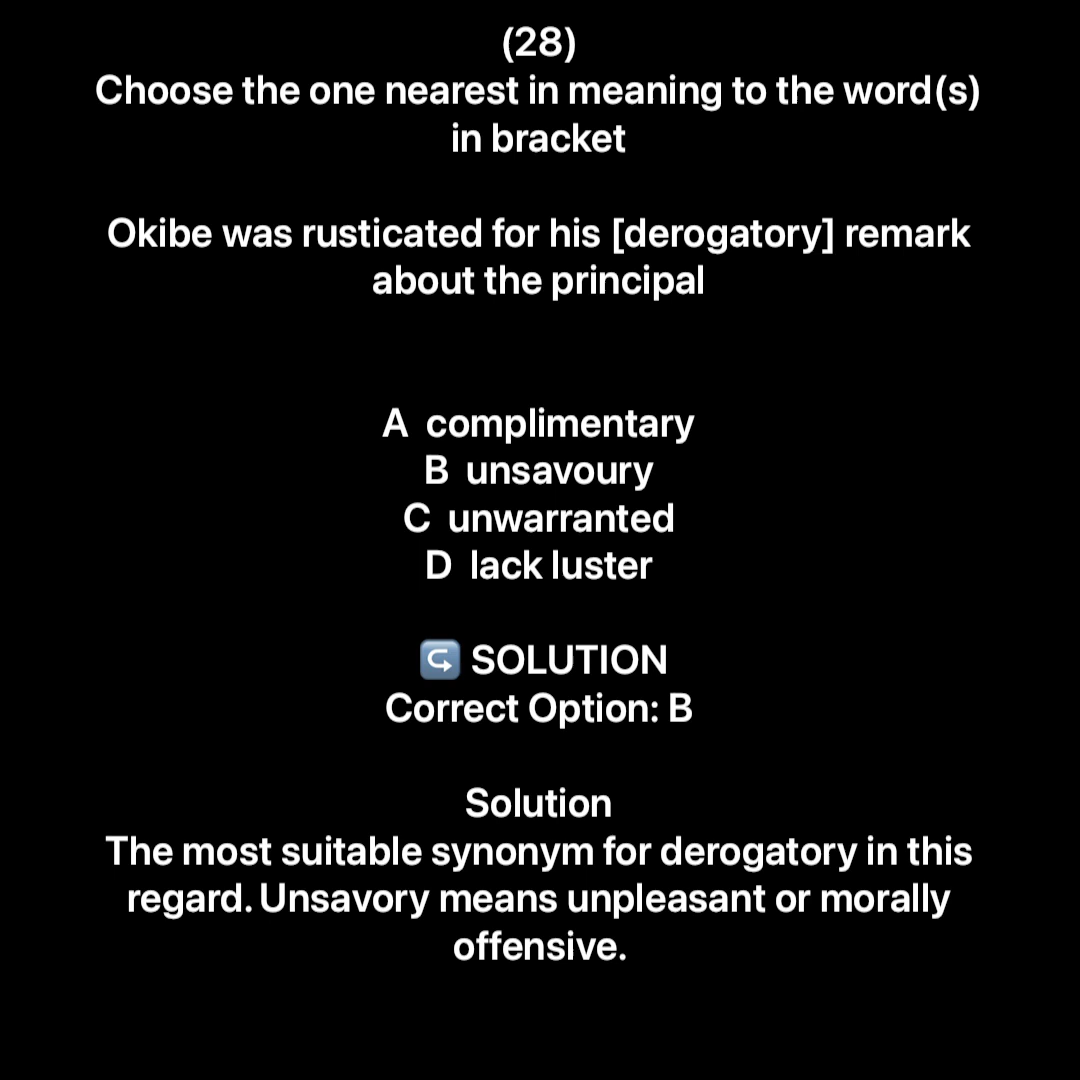 (28)
Choose the one nearest in meaning to the word(s)
in bracket
Okibe was rusticated for his [derogatory] remark
about the principal
A complimentary
B unsavoury
C unwarranted
D lack luster
↪️ SOLUTION
Correct Option: B
Solution
The most suitable synonym for derogatory in this
regard. Unsavory means unpleasant or morally
offensive.